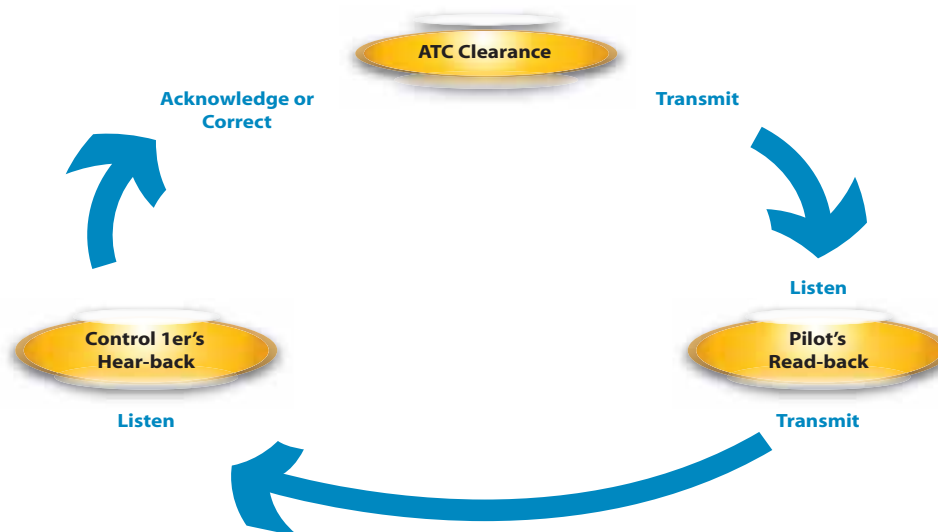 ATC Clearance
Acknowledge or
Correct
Transmit
Listen
Control 1er's
Hear-back
Pilot's
Read-back
Listen
Transmit